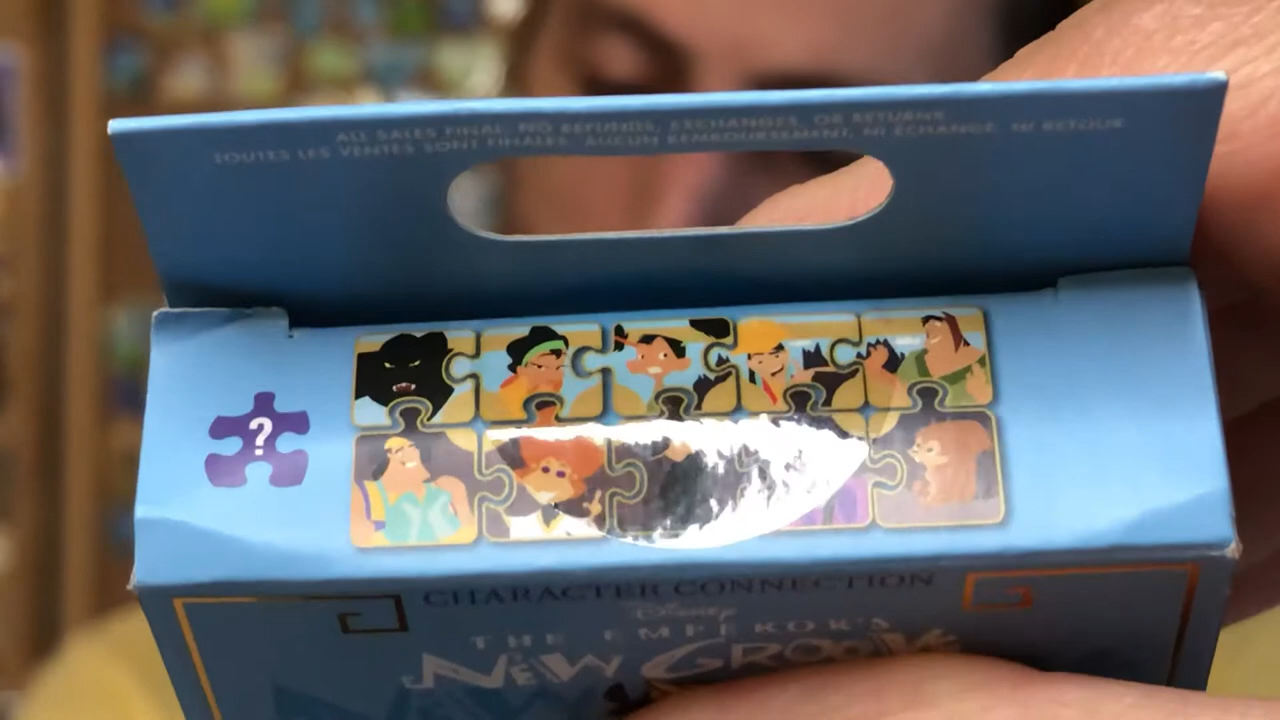 ALL SALES FINAL. NO REFUNDS, EXCHANGES, OR RETURNS
TOUTES LES VENTES SONT FINALES. AUCUN REMBOURSEMENT, NI ÉCHANGE NI RETOUR
?
CHARACTER CONNECTION
Disney
THE EMPEROR'S
NEW GROOVE